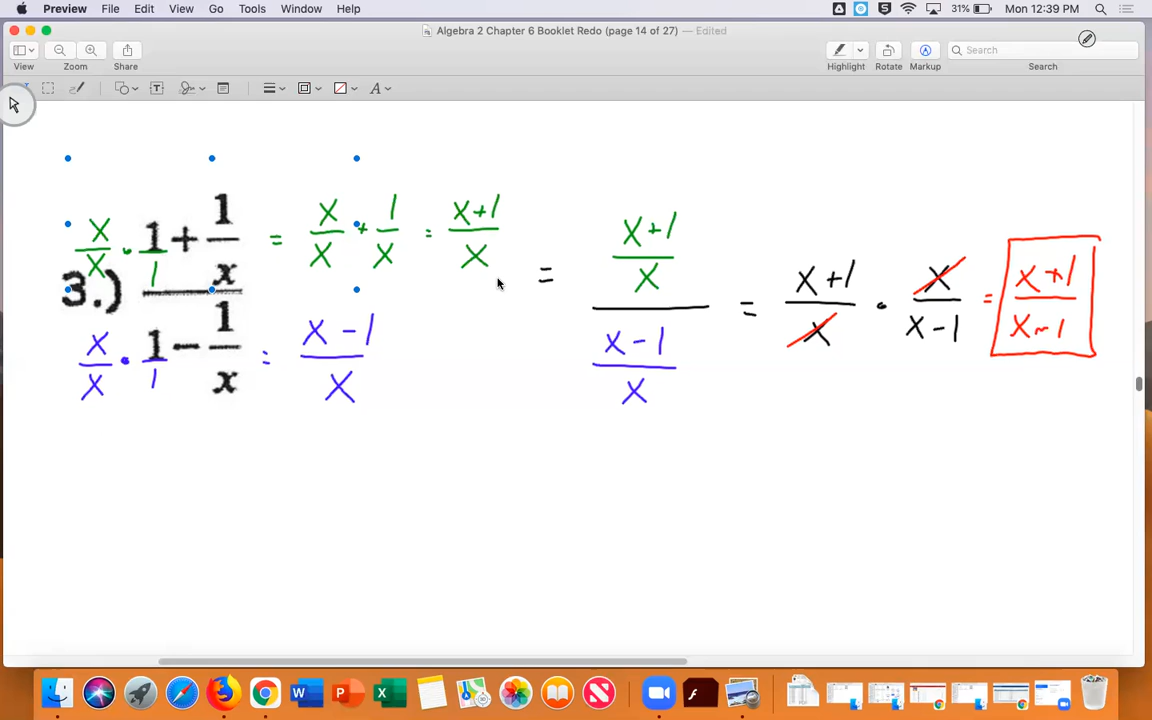 Preview File Edit View Go Tools Window Help 31% Mon 12:39 PM
Algebra 2 Chapter 6 Booklet Redo (page 14 of 27) — Edited
Search
View Zoom Share Highlight Rotate Markup Search
A
3.)
x/x · 1/1 + 1/x = x/x + 1/x = x+1/x
x/x · 1/1 − 1/x = x−1/x
= x+1/x
x−1/x
= x+1/x · x/x−1 = x+1/x−1
W P X